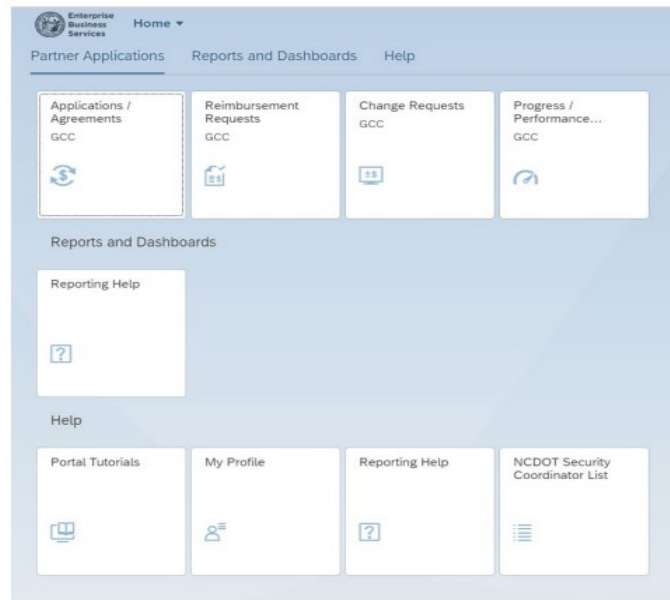 Enterprise
Business
Services
Home
Partner Applications Reports and Dashboards Help
Applications /
Agreements
GCC
Reimbursement
Requests
GCC
Change Requests
GCC
Progress /
Performance...
GCC
Reports and Dashboards
Reporting Help
Help
Portal Tutorials
My Profile
Reporting Help
NCDOT Security
Coordinator List